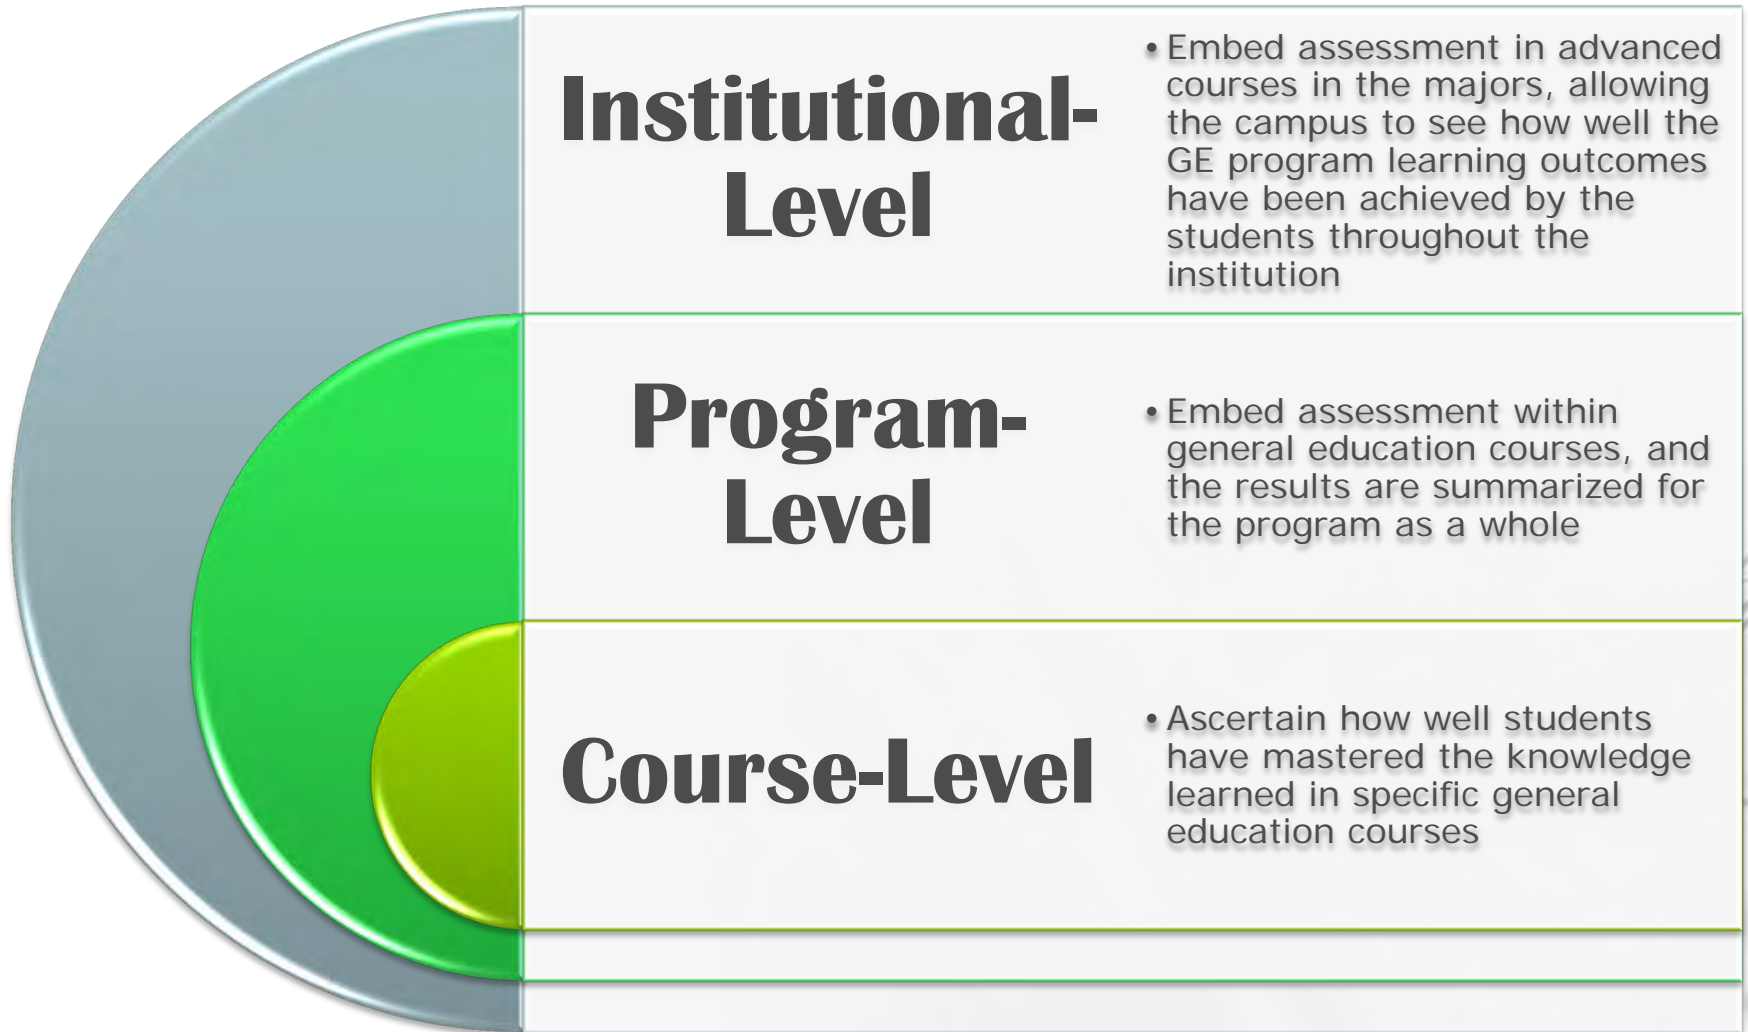 Institutional-
Level
• Embed assessment in advanced
courses in the majors, allowing
the campus to see how well the
GE program learning outcomes
have been achieved by the
students throughout the
institution
Program-
Level
• Embed assessment within
general education courses, and
the results are summarized for
the program as a whole
Course-Level
• Ascertain how well students
have mastered the knowledge
learned in specific general
education courses